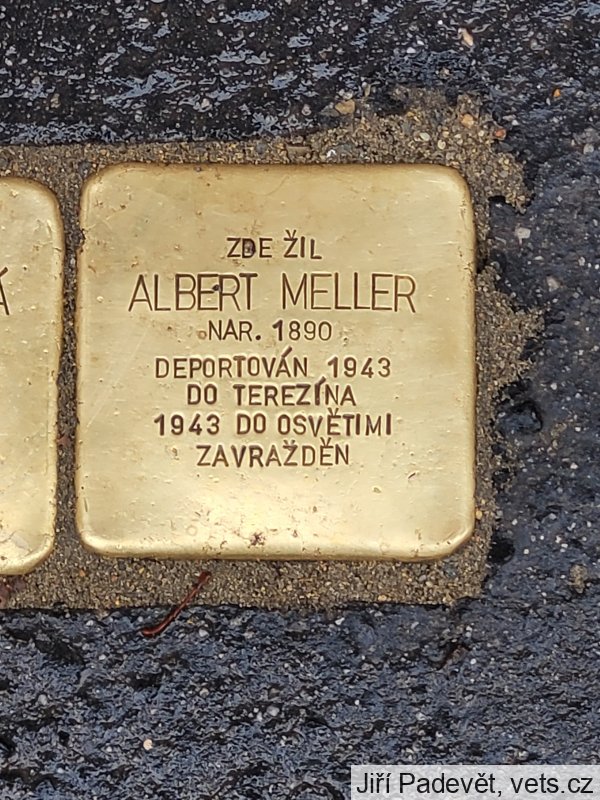 ZDE ŽIL
ALBERT MELLER
NAR. 1890
DEPORTOVÁN 1943
DO TEREZÍNA
1943 DO OSVĚTIMI
ZAVRAŽDĚN
Á
Jiří Padevět, vets.cz